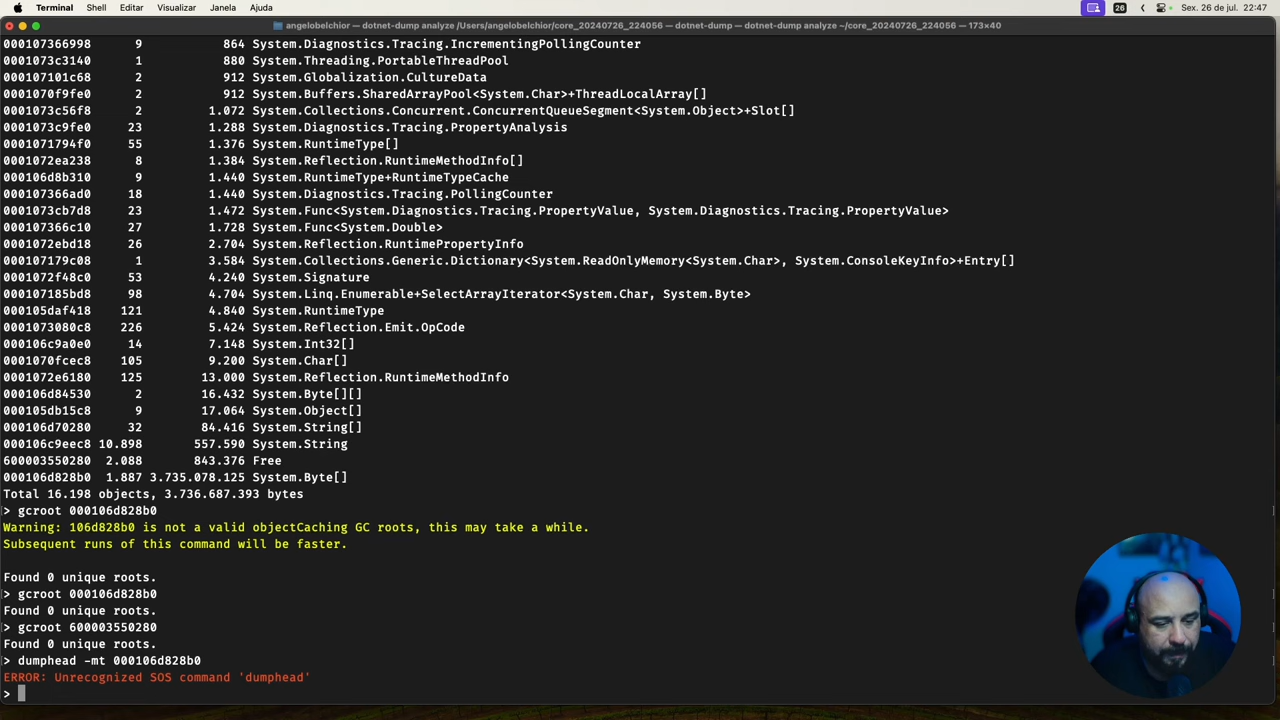 Terminal Shell Editar Visualizar Janela Ajuda 26 Sex. 26 de jul. 22:47
angelobelchior — dotnet-dump analyze /Users/angelobelchior/core_20240726_224056 — dotnet-dump — dotnet-dump analyze ~/core_20240726_224056 — 173×40
000107366998 9 864 System.Diagnostics.Tracing.IncrementingPollingCounter
0001073c3140 1 880 System.Threading.PortableThreadPool
000107101c68 2 912 System.Globalization.CultureData
0001070f9fe0 2 912 System.Buffers.SharedArrayPool<System.Char>+ThreadLocalArray[]
0001073c56f8 2 1.072 System.Collections.Concurrent.ConcurrentQueueSegment<System.Object>+Slot[]
0001073c9fe0 23 1.288 System.Diagnostics.Tracing.PropertyAnalysis
0001071794f0 55 1.376 System.RuntimeType[]
0001072ea238 8 1.384 System.Reflection.RuntimeMethodInfo[]
000106d8b310 9 1.440 System.RuntimeType+RuntimeTypeCache
000107366ad0 18 1.440 System.Diagnostics.Tracing.PollingCounter
0001073cb7d8 23 1.472 System.Func<System.Diagnostics.Tracing.PropertyValue, System.Diagnostics.Tracing.PropertyValue>
000107366c10 27 1.728 System.Func<System.Double>
0001072ebd18 26 2.704 System.Reflection.RuntimePropertyInfo
000107179c08 1 3.584 System.Collections.Generic.Dictionary<System.ReadOnlyMemory<System.Char>, System.ConsoleKeyInfo>+Entry[]
0001072f48c0 53 4.240 System.Signature
000107185bd8 98 4.704 System.Linq.Enumerable+SelectArrayIterator<System.Char, System.Byte>
000105daf418 121 4.840 System.RuntimeType
0001073080c8 226 5.424 System.Reflection.Emit.OpCode
000106c9a0e0 14 7.148 System.Int32[]
0001070fcec8 105 9.200 System.Char[]
0001072e6180 125 13.000 System.Reflection.RuntimeMethodInfo
000106d84530 2 16.432 System.Byte[][]
000105db15c8 9 17.064 System.Object[]
000106d70280 32 84.416 System.String[]
000106c9eec8 10.898 557.590 System.String
600003550280 2.088 843.376 Free
000106d828b0 1.887 3.735.078.125 System.Byte[]
Total 16.198 objects, 3.736.687.393 bytes
> gcroot 000106d828b0
Warning: 106d828b0 is not a valid objectCaching GC roots, this may take a while.
Subsequent runs of this command will be faster.
Found 0 unique roots.
> gcroot 000106d828b0
Found 0 unique roots.
> gcroot 600003550280
Found 0 unique roots.
> dumphead -mt 000106d828b0
ERROR: Unrecognized SOS command 'dumphead'
>